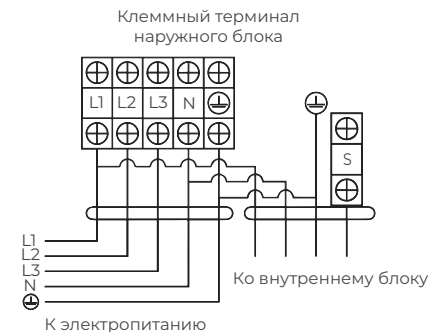 Клеммный терминал
наружного блока
L1 L2 L3 N
S
L1
L2
L3
N
Ко внутреннему блоку
К электропитанию